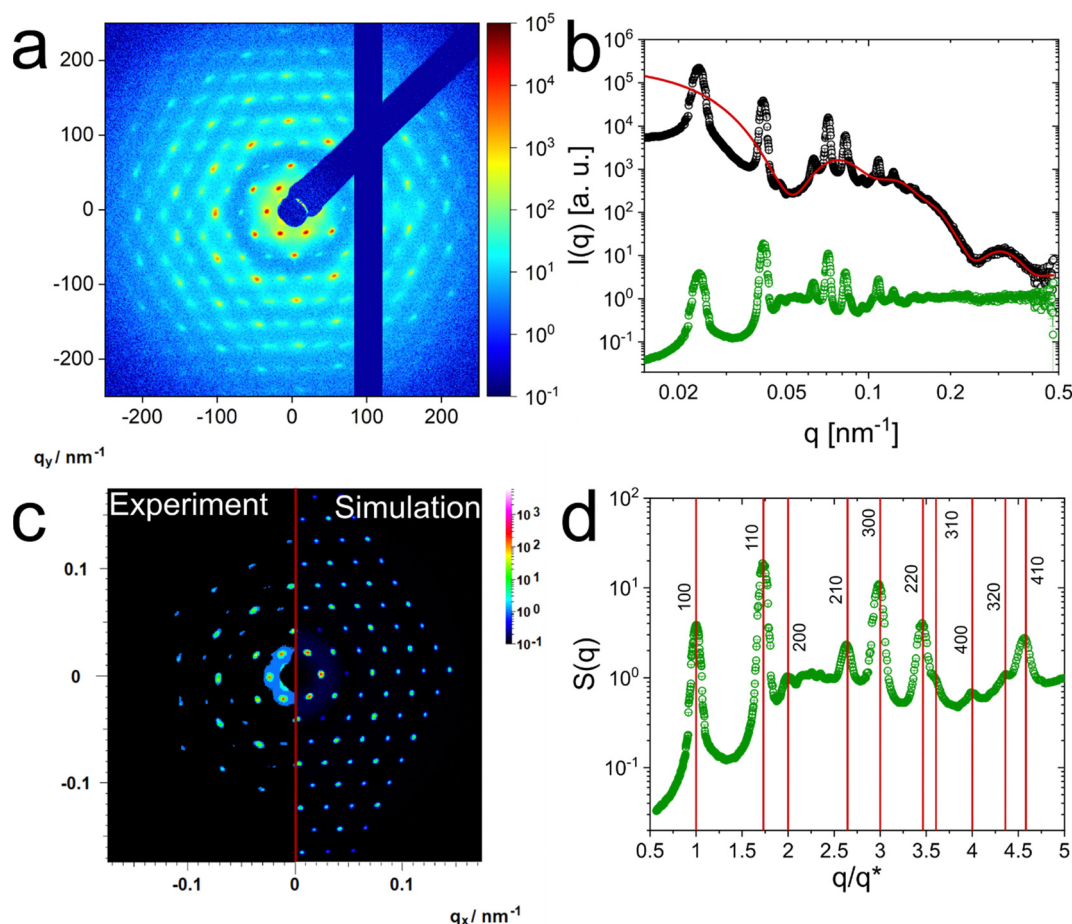 a
200
100
0
-100
-200
-200 -100 0 100 200
10^5
10^4
10^3
10^2
10^1
10^0
10^-1
b
I(q) [a. u.]
10^6
10^5
10^4
10^3
10^2
10^1
10^0
10^-1
0.02 0.05 0.1 0.2 0.5
q [nm^-1]
c
q_y / nm^-1
Experiment Simulation
0.1
0
-0.1
-0.1 0 0.1
q_x / nm^-1
10^3
10^2
10^1
10^0
10^-1
d
S(q)
10^2
10^1
10^0
10^-1
100
110
200
210
300
220
310
400
320
410
0.5 1 1.5 2 2.5 3 3.5 4 4.5 5
q/q*